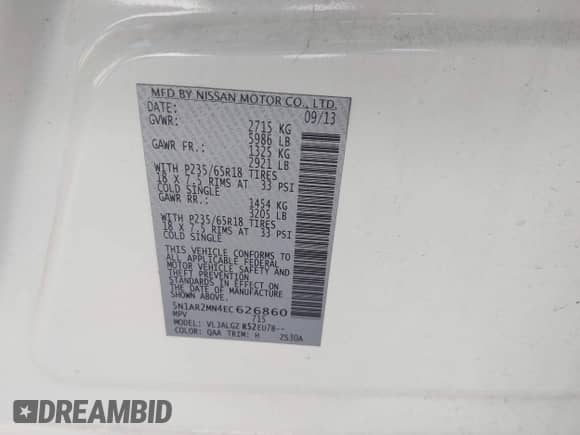 MFD BY NISSAN MOTOR CO., LTD.
DATE: 09/13
GVWR: 2715 KG
5986 LB
GAWR FR.: 1325 KG
2921 LB
WITH P235/65R18 TIRES
18 X 7.5 RIMS AT 33 PSI
COLD SINGLE
GAWR RR.: 1454 KG
3205 LB
WITH P235/65R18 TIRES
18 X 7.5 RIMS AT 33 PSI
COLD SINGLE
THIS VEHICLE CONFORMS TO
ALL APPLICABLE FEDERAL
MOTOR VEHICLE SAFETY AND
THEFT PREVENTION
STANDARDS IN EFFECT ON
THE DATE OF MANUFACTURE
SHOWN ABOVE.
5N1AR2MN4EC626860
MPV 715
MODEL: VLJALGZ R52EU7B--
COLOR: QAA TRIM: H 2S30A
DREAMBID